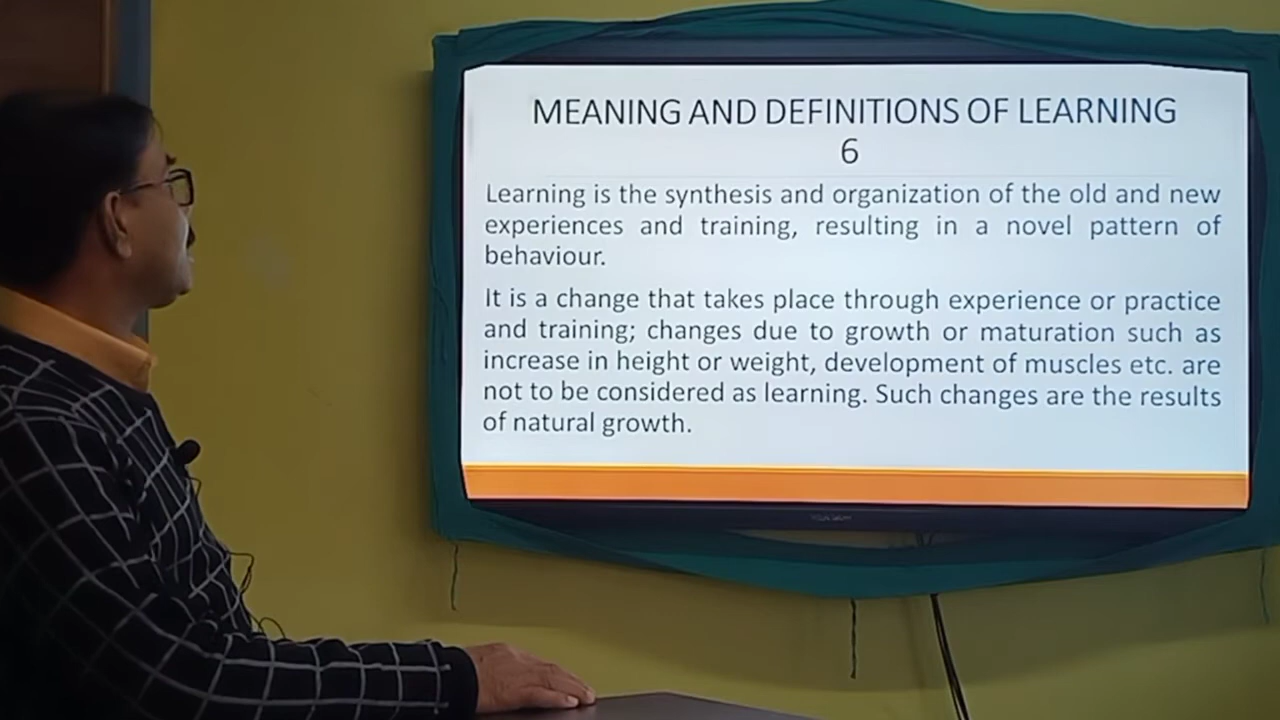 MEANING AND DEFINITIONS OF LEARNING
6
Learning is the synthesis and organization of the old and new
experiences and training, resulting in a novel pattern of
behaviour.
It is a change that takes place through experience or practice
and training; changes due to growth or maturation such as
increase in height or weight, development of muscles etc. are
not to be considered as learning. Such changes are the results
of natural growth.